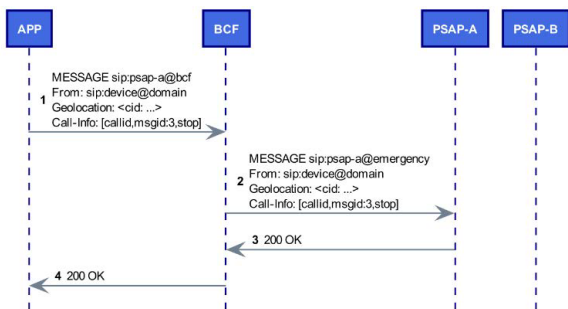 APP
BCF
PSAP-A
PSAP-B
MESSAGE sip:psap-a@bcf
1 From: sip:device@domain
Geolocation: <cid: ...>
Call-Info: [callid,msgid:3,stop]
MESSAGE sip:psap-a@emergency
2 From: sip:device@domain
Geolocation: <cid: ...>
Call-Info: [callid,msgid:3,stop]
3 200 OK
4 200 OK